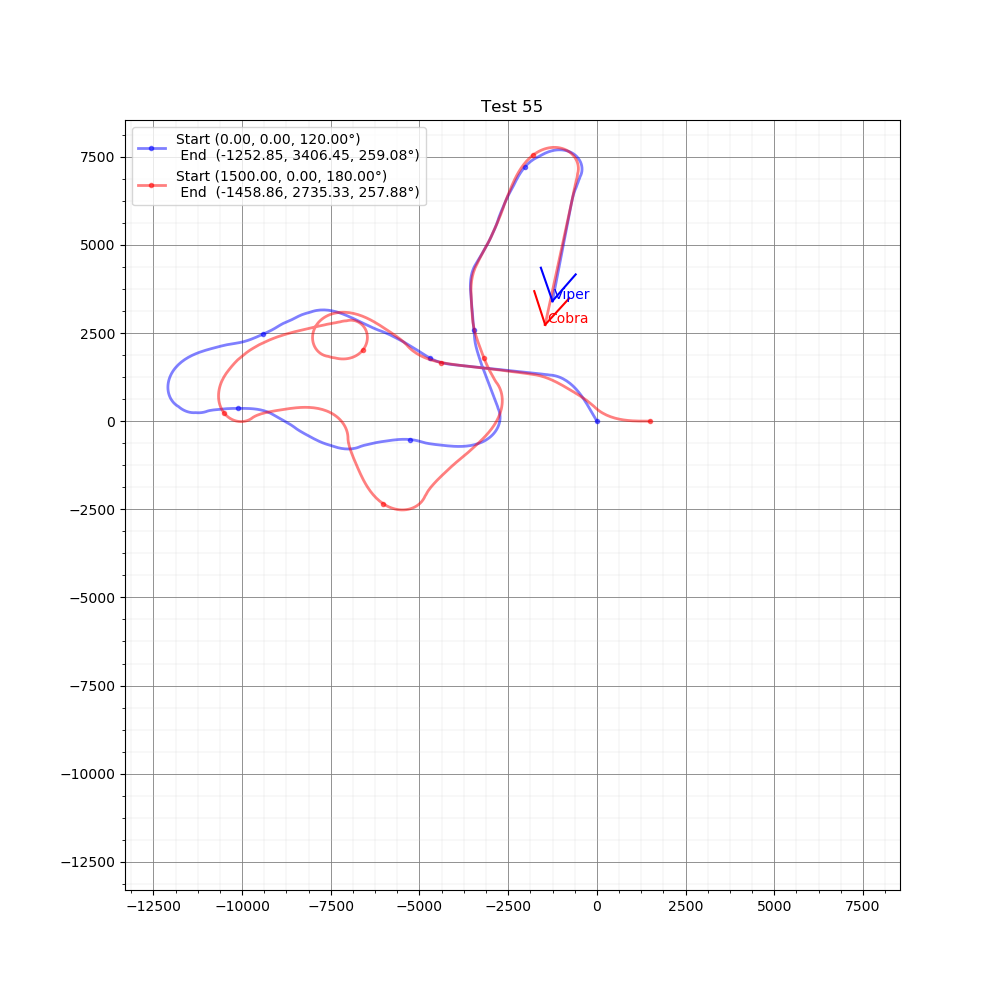 Test 55
Start (0.00, 0.00, 120.00°)
End (-1252.85, 3406.45, 259.08°)
Start (1500.00, 0.00, 180.00°)
End (-1458.86, 2735.33, 257.88°)
7500
5000
Viper
Cobra
2500
0
−2500
−5000
−7500
−10000
−12500
−12500 −10000 −7500 −5000 −2500 0 2500 5000 7500